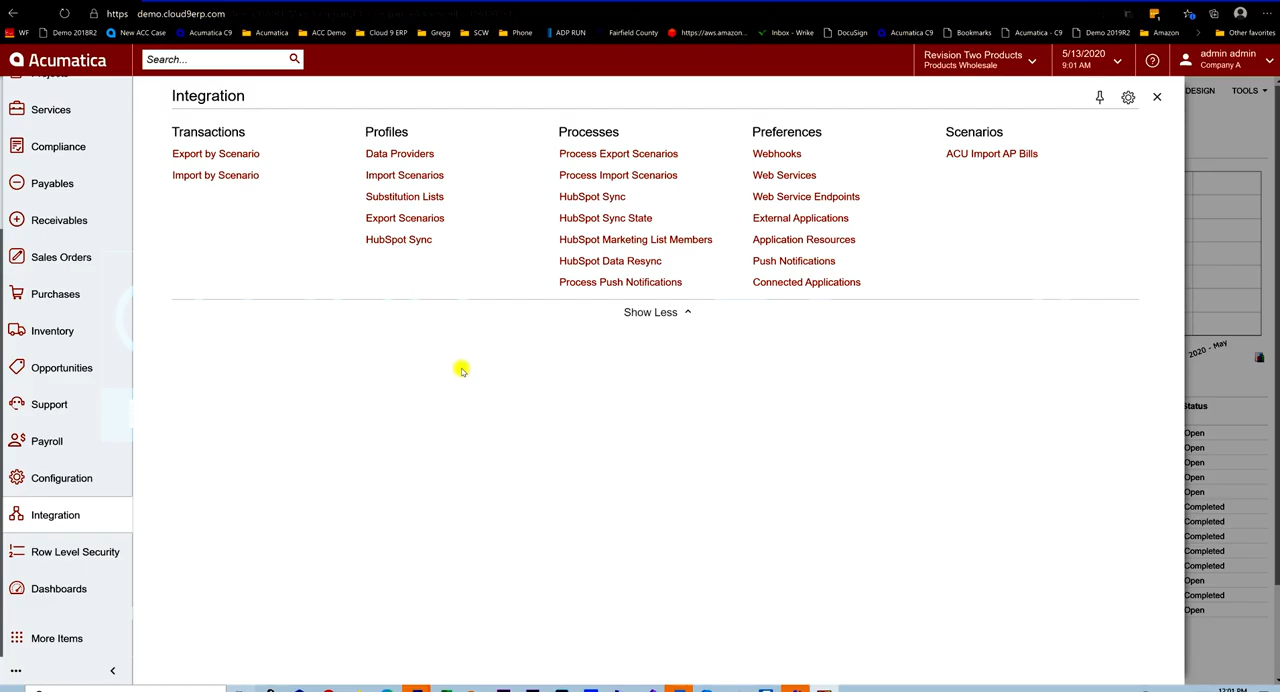 https demo.cloud9erp.com
WF Demo 2018R2 New ACC Case Acumatica C9 Acumatica ACC Demo Cloud 9 ERP Gregg SCW Phone ADP RUN Fairfield County https://aws.amazon... Inbox - Wrike DocuSign Acumatica C9 Bookmarks Acumatica - C9 Demo 2019R2 Amazon Other favorites
Acumatica
Search...
Revision Two Products
Products Wholesale
5/13/2020
9:01 AM
admin admin
Company A
Services
Compliance
Payables
Receivables
Sales Orders
Purchases
Inventory
Opportunities
Support
Payroll
Configuration
Integration
Row Level Security
Dashboards
More Items
Integration
Transactions
Export by Scenario
Import by Scenario
Profiles
Data Providers
Import Scenarios
Substitution Lists
Export Scenarios
HubSpot Sync
Processes
Process Export Scenarios
Process Import Scenarios
HubSpot Sync
HubSpot Sync State
HubSpot Marketing List Members
HubSpot Data Resync
Process Push Notifications
Preferences
Webhooks
Web Services
Web Service Endpoints
External Applications
Application Resources
Push Notifications
Connected Applications
Scenarios
ACU Import AP Bills
Show Less
DESIGN TOOLS
2020 - May
Status
Open
Open
Open
Open
Open
Completed
Completed
Completed
Completed
Completed
Open
Completed
Open
12:01 PM